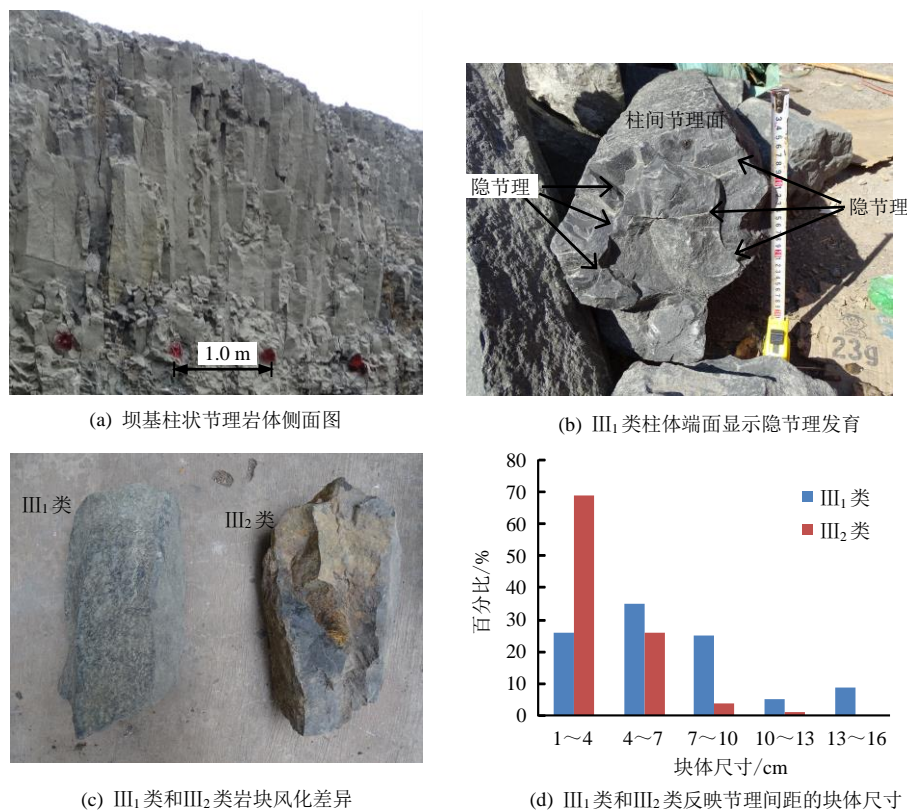 1.0 m
(a) 坝基柱状节理岩体侧面图
柱间节理面
隐节理
隐节理
23g
(b) III₁类柱体端面显示隐节理发育
III₁类
III₂类
(c) III₁类和III₂类岩块风化差异
80
70
60
50
40
30
20
10
0
百分比/%
III₁类
III₂类
1～4 4～7 7～10 10～13 13～16
块体尺寸/cm
(d) III₁类和III₂类反映节理间距的块体尺寸